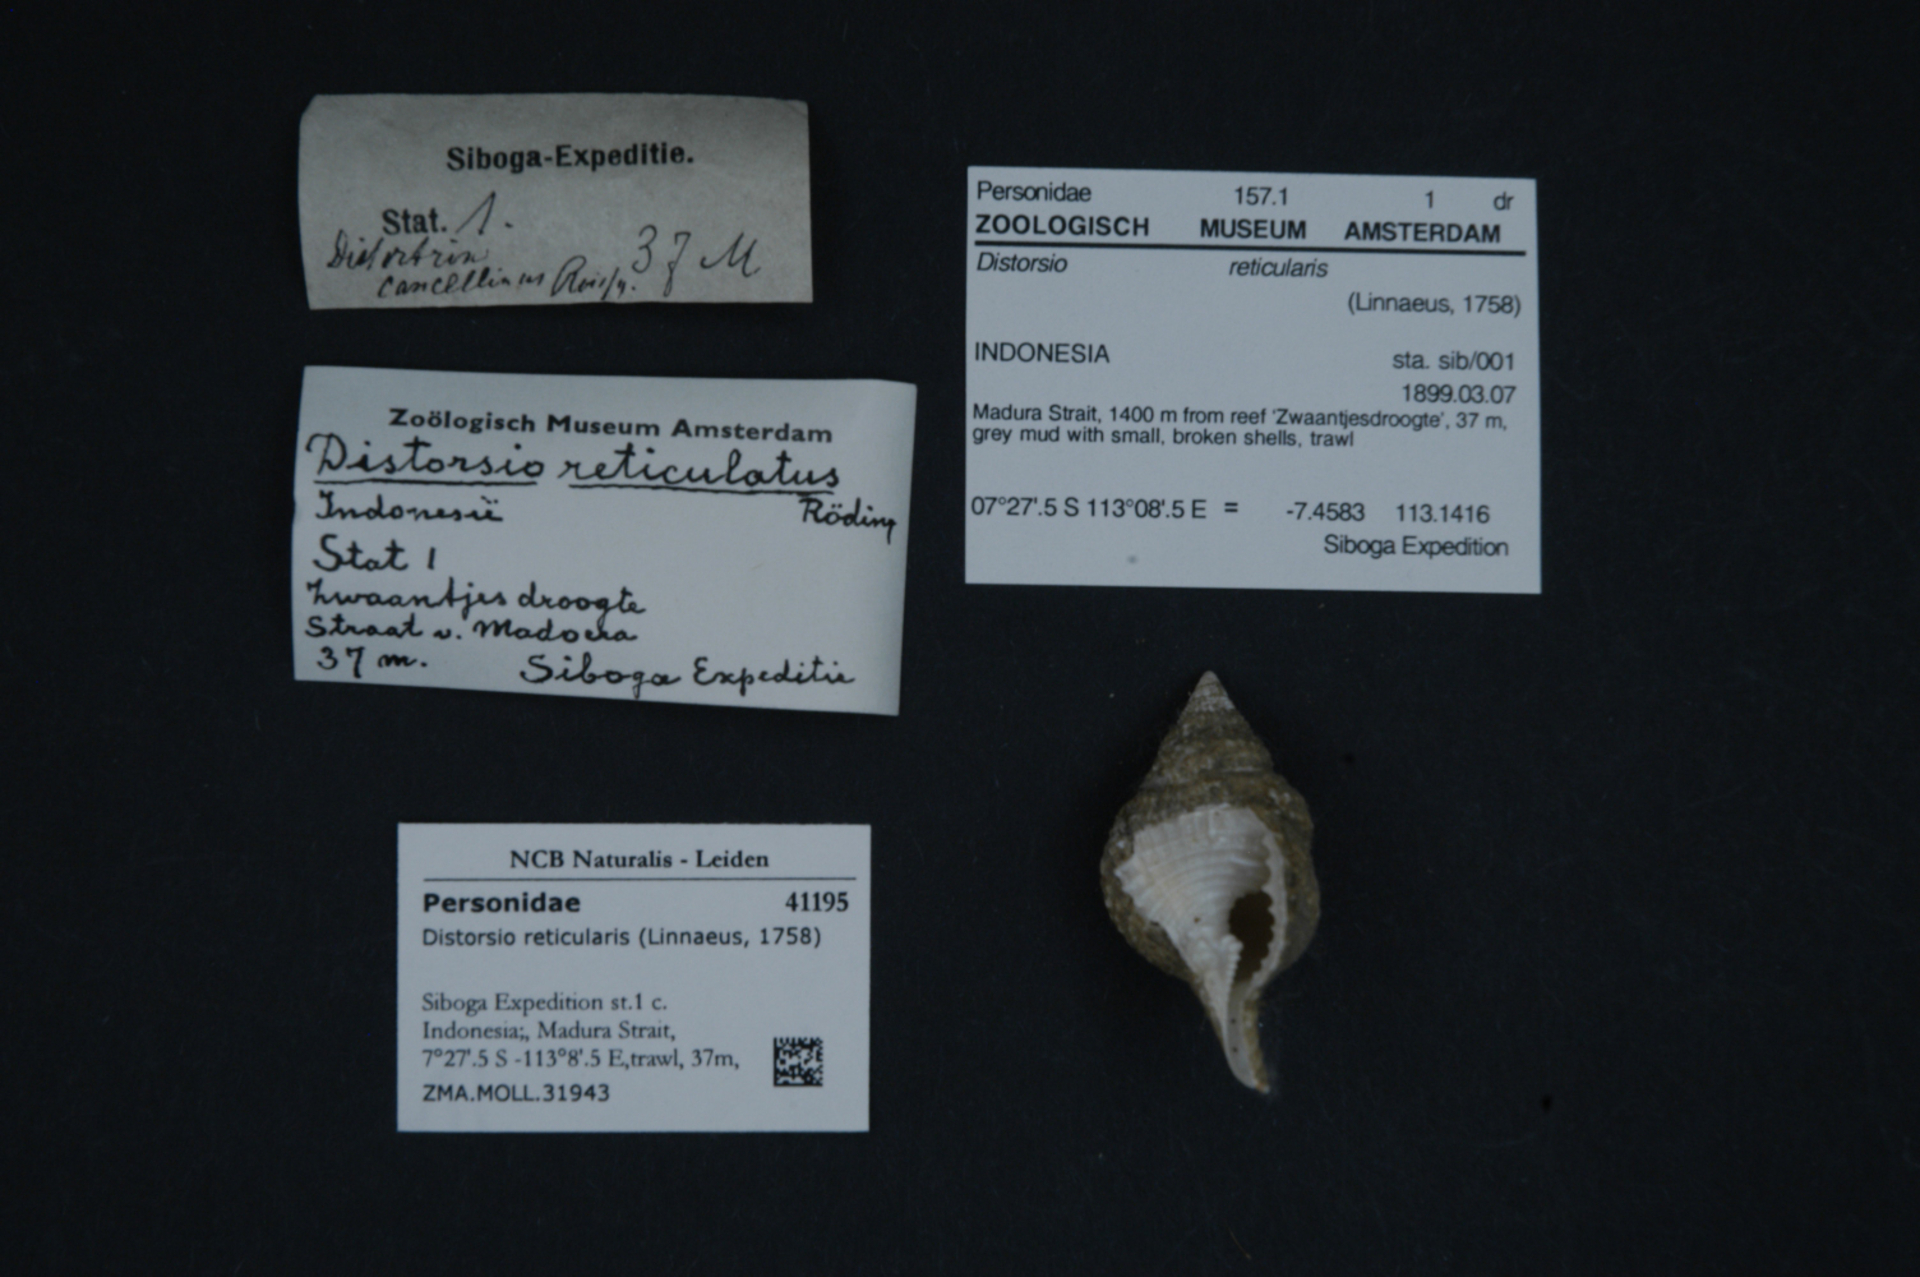 Siboga-Expeditie.
Stat. 1.
37 M
cancellinus
Zoölogisch Museum Amsterdam
Distorsio reticulatus
Indonesië Röding
Stat 1
Zwaantjes droogte
Straat v. Madoera
37 m. Siboga Expeditie
NCB Naturalis - Leiden
Personidae 41195
Distorsio reticularis (Linnaeus, 1758)
Siboga Expedition st.1 c.
Indonesia;, Madura Strait,
7°27'.5 S -113°8'.5 E,trawl, 37m,
ZMA.MOLL.31943
Personidae 157.1 1 dr
ZOOLOGISCH MUSEUM AMSTERDAM
Distorsio reticularis
(Linnaeus, 1758)
INDONESIA sta. sib/001
1899.03.07
Madura Strait, 1400 m from reef 'Zwaantjesdroogte', 37 m,
grey mud with small, broken shells, trawl
07°27'.5 S 113°08'.5 E = -7.4583 113.1416
Siboga Expedition